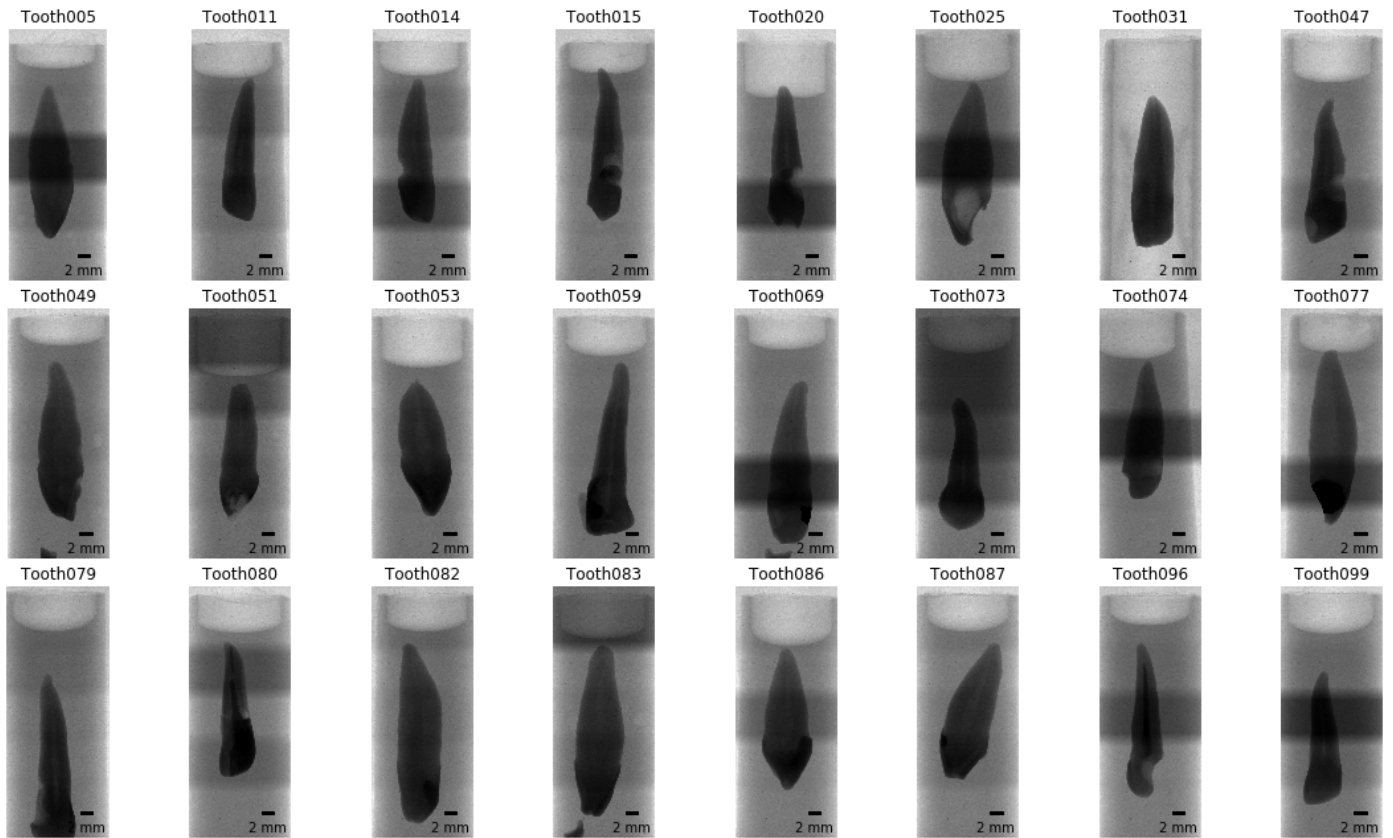 Tooth005 Tooth011 Tooth014 Tooth015 Tooth020 Tooth025 Tooth031 Tooth047
2 mm 2 mm 2 mm 2 mm 2 mm 2 mm 2 mm 2 mm
Tooth049 Tooth051 Tooth053 Tooth059 Tooth069 Tooth073 Tooth074 Tooth077
2 mm 2 mm 2 mm 2 mm 2 mm 2 mm 2 mm 2 mm
Tooth079 Tooth080 Tooth082 Tooth083 Tooth086 Tooth087 Tooth096 Tooth099
2 mm 2 mm 2 mm 2 mm 2 mm 2 mm 2 mm 2 mm